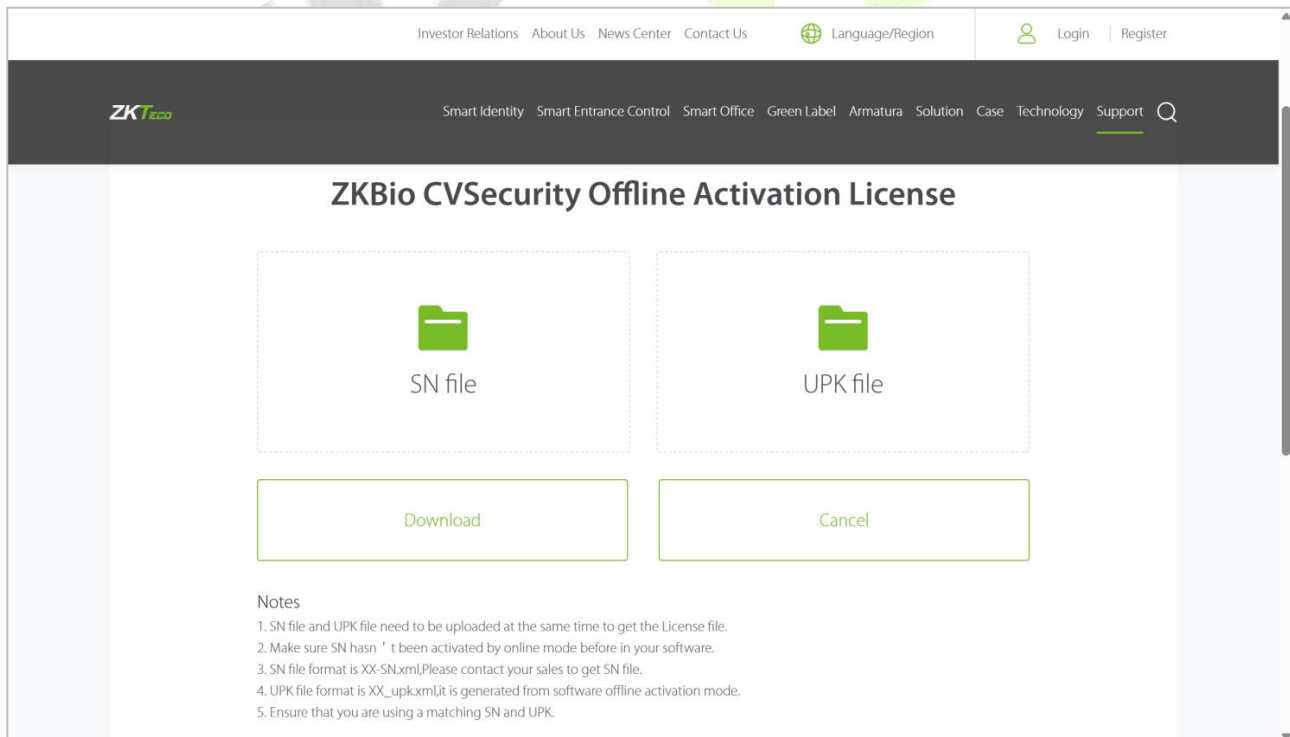 Investor Relations About Us News Center Contact Us Language/Region Login Register
ZKTECO Smart Identity Smart Entrance Control Smart Office Green Label Armatura Solution Case Technology Support
ZKBio CVSecurity Offline Activation License
SN file UPK file
Download Cancel
Notes
1. SN file and UPK file need to be uploaded at the same time to get the License file.
2. Make sure SN hasn ' t been activated by online mode before in your software.
3. SN file format is XX-SN.xml,Please contact your sales to get SN file.
4. UPK file format is XX_upk.xml,it is generated from software offline activation mode.
5. Ensure that you are using a matching SN and UPK.